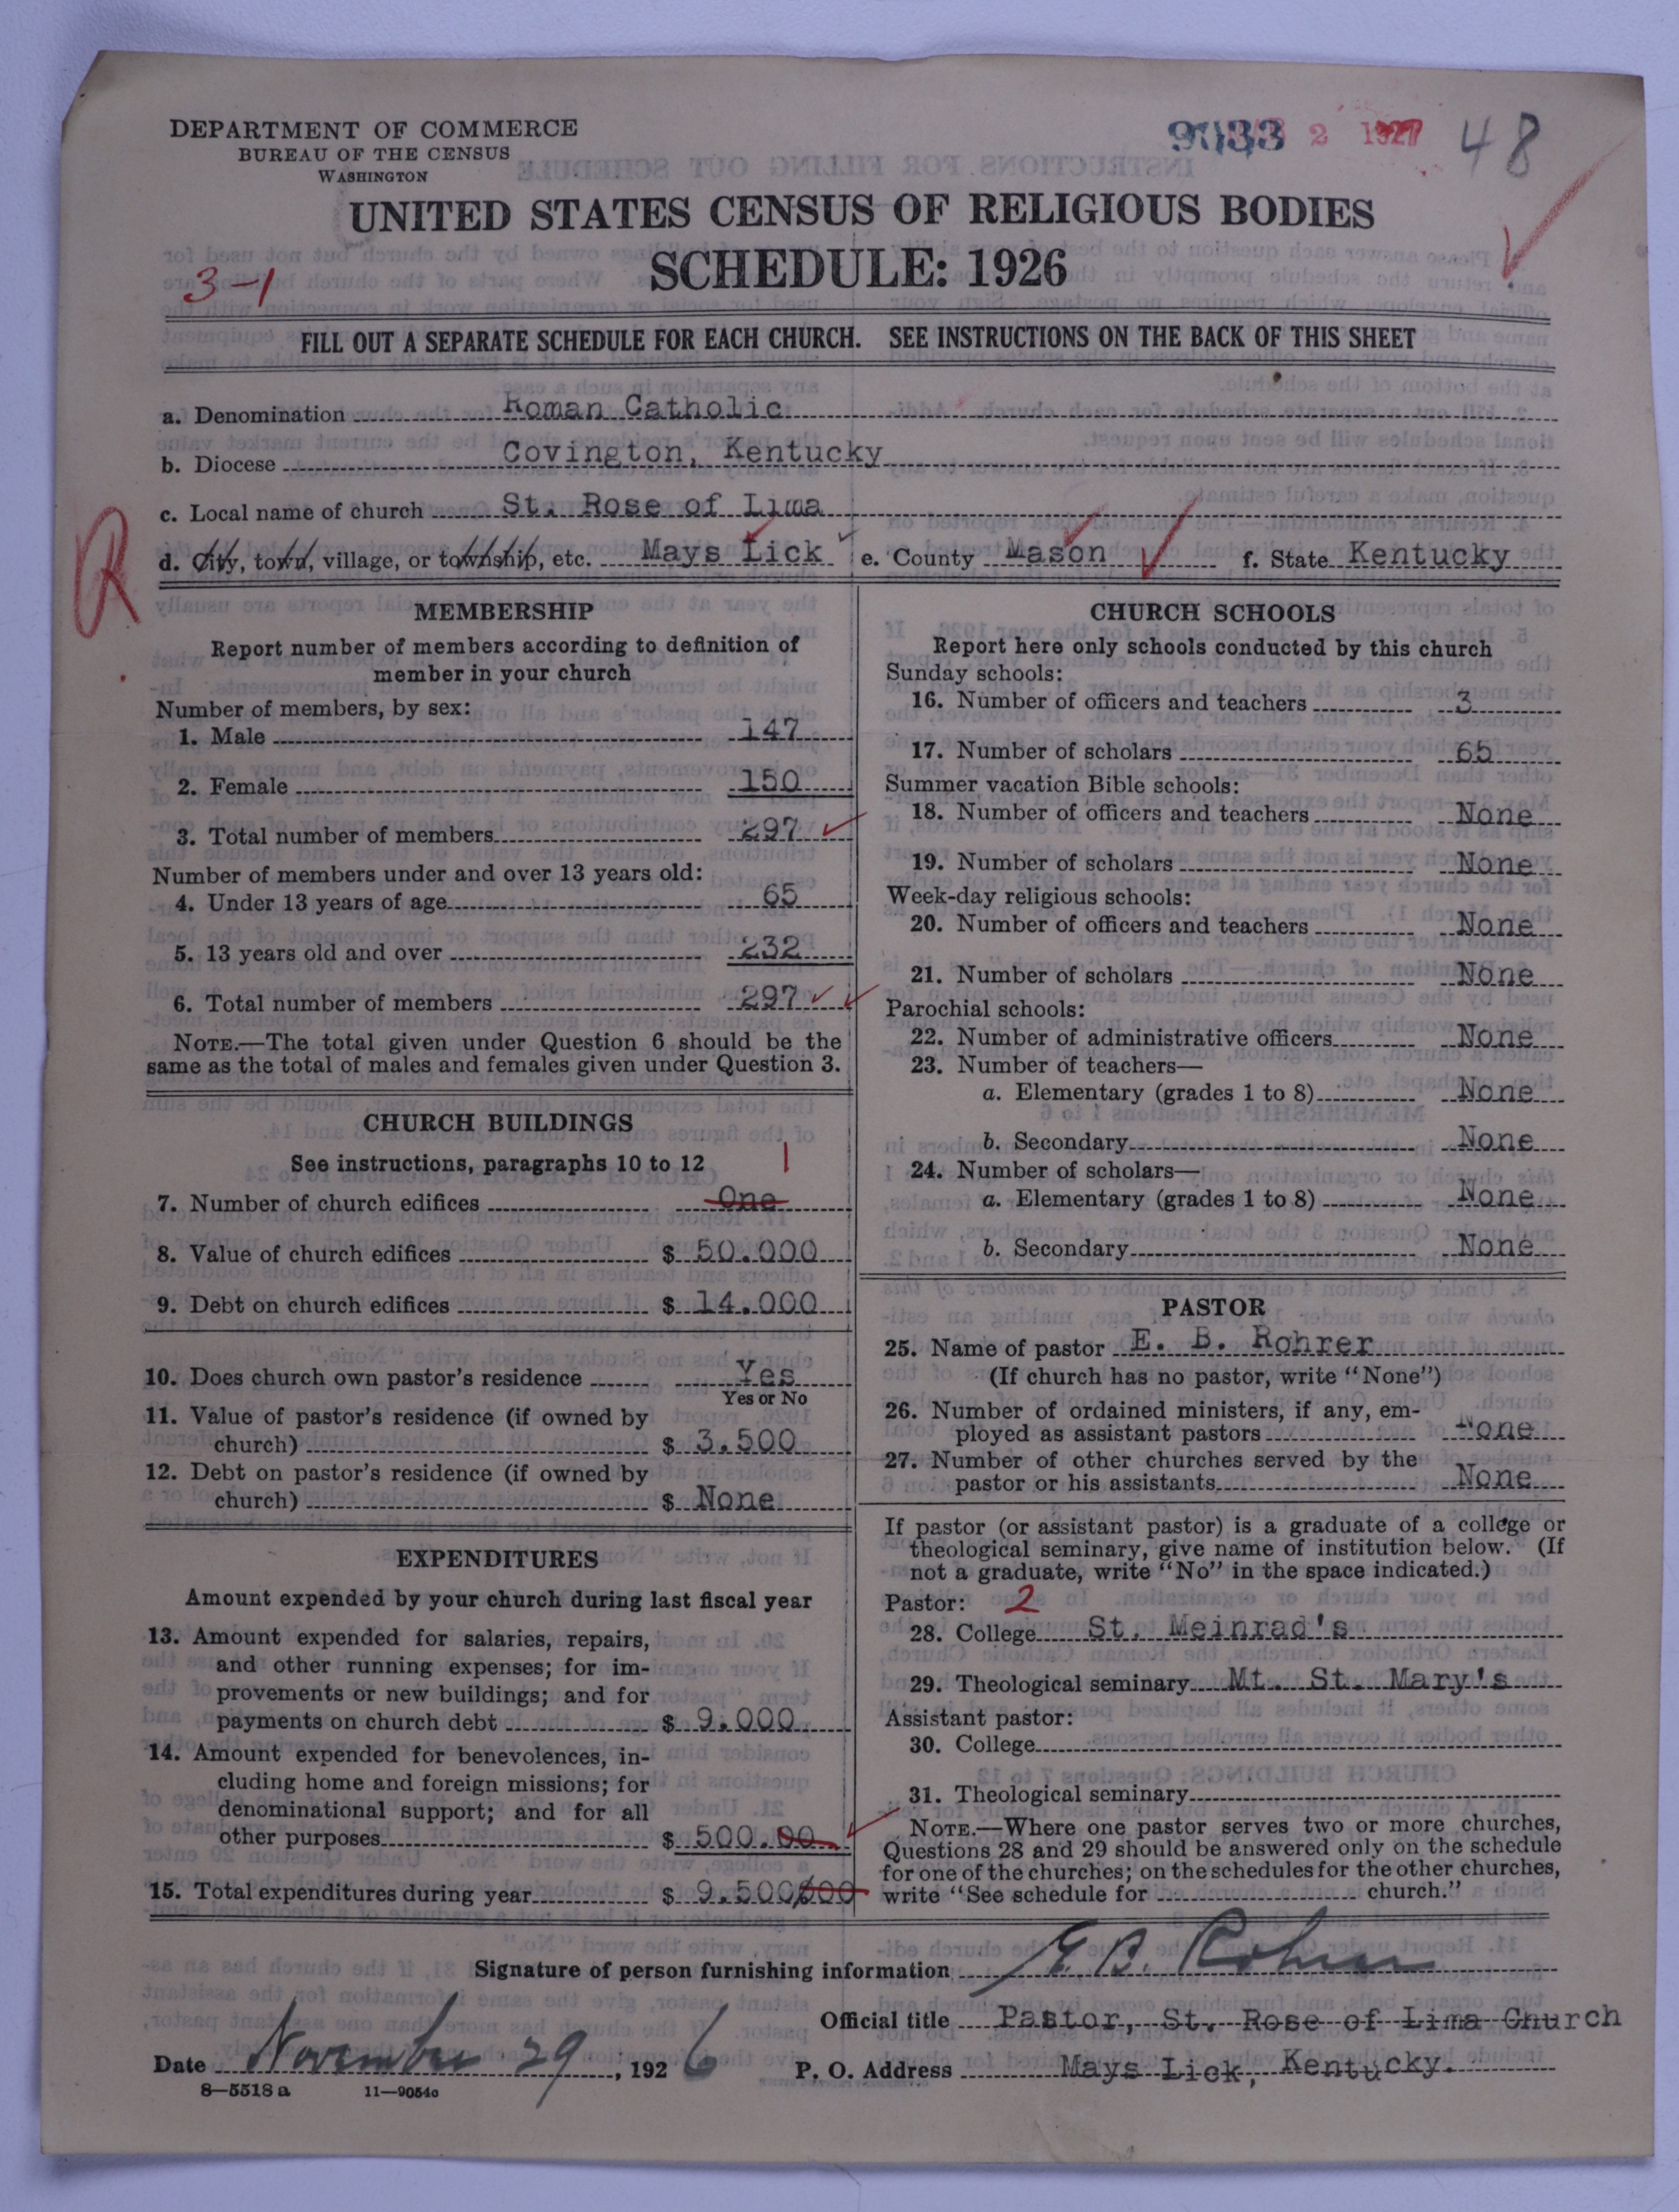 DEPARTMENT OF COMMERCE
BUREAU OF THE CENSUS
WASHINGTON
2 1927
48
UNITED STATES CENSUS OF RELIGIOUS BODIES
SCHEDULE: 1926
3-1
FILL OUT A SEPARATE SCHEDULE FOR EACH CHURCH. SEE INSTRUCTIONS ON THE BACK OF THIS SHEET
a. Denomination Roman Catholic
b. Diocese Covington, Kentucky
c. Local name of church St. Rose of Lima
R
d. City, town, village, or township, etc. Mays Lick e. County Mason f. State Kentucky
MEMBERSHIP
Report number of members according to definition of
member in your church
Number of members, by sex:
1. Male 147
2. Female 150
3. Total number of members 297
Number of members under and over 13 years old:
4. Under 13 years of age 65
5. 13 years old and over 232
6. Total number of members 297
NOTE.—The total given under Question 6 should be the
same as the total of males and females given under Question 3.
CHURCH BUILDINGS
See instructions, paragraphs 10 to 12
1
7. Number of church edifices One
8. Value of church edifices $ 50.000
9. Debt on church edifices $ 14.000
10. Does church own pastor's residence Yes
Yes or No
11. Value of pastor's residence (if owned by
church) $ 3.500
12. Debt on pastor's residence (if owned by
church) $ None
EXPENDITURES
Amount expended by your church during last fiscal year
13. Amount expended for salaries, repairs,
and other running expenses; for im-
provements or new buildings; and for
payments on church debt $ 9.000
14. Amount expended for benevolences, in-
cluding home and foreign missions; for
denominational support; and for all
other purposes $ 500.00
15. Total expenditures during year $ 9.500.000
CHURCH SCHOOLS
Report here only schools conducted by this church
Sunday schools:
16. Number of officers and teachers 3
17. Number of scholars 65
Summer vacation Bible schools:
18. Number of officers and teachers None
19. Number of scholars None
Week-day religious schools:
20. Number of officers and teachers None
21. Number of scholars None
Parochial schools:
22. Number of administrative officers None
23. Number of teachers—
a. Elementary (grades 1 to 8) None
b. Secondary None
24. Number of scholars—
a. Elementary (grades 1 to 8) None
b. Secondary None
PASTOR
25. Name of pastor E. B. Rohrer
(If church has no pastor, write "None")
26. Number of ordained ministers, if any, em-
ployed as assistant pastors None
27. Number of other churches served by the
pastor or his assistants None
If pastor (or assistant pastor) is a graduate of a college or
theological seminary, give name of institution below. (If
not a graduate, write "No" in the space indicated.)
Pastor: 2
28. College St. Meinrad's
29. Theological seminary Mt. St. Mary's
Assistant pastor:
30. College
31. Theological seminary
NOTE.—Where one pastor serves two or more churches,
Questions 28 and 29 should be answered only on the schedule
for one of the churches; on the schedules for the other churches,
write "See schedule for church."
Signature of person furnishing information E. B. Rohrer
Official title Pastor, St. Rose of Lima Church
Date November 29, 1926 P. O. Address Mays Lick, Kentucky.
8—5518 a 11—9054c